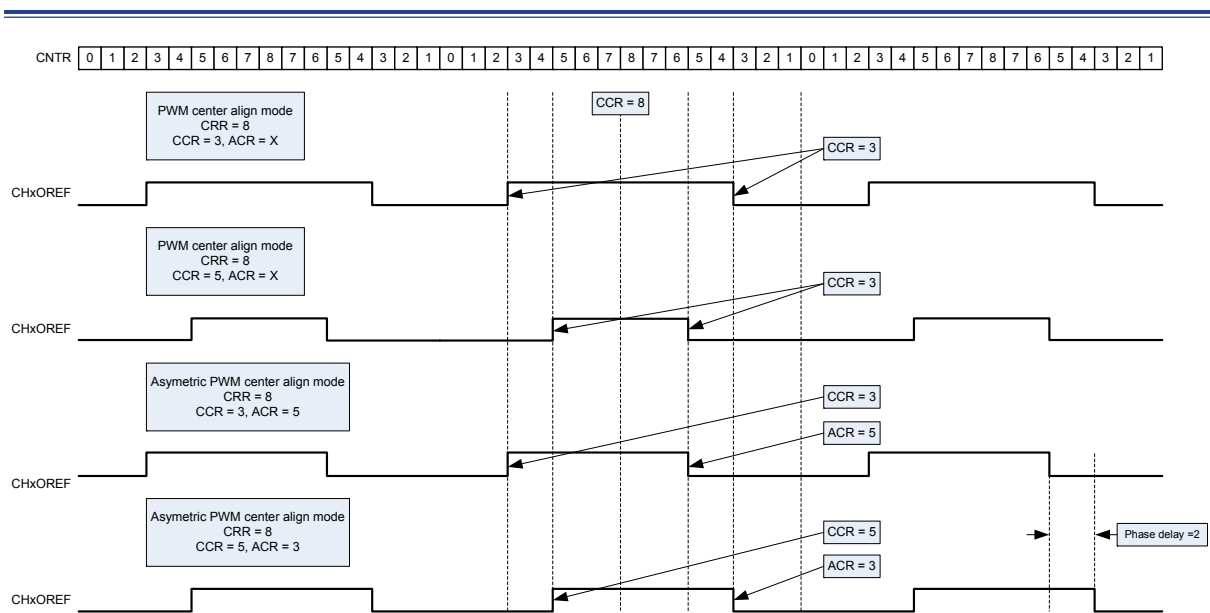 CNTR 0 1 2 3 4 5 6 7 8 7 6 5 4 3 2 1 0 1 2 3 4 5 6 7 8 7 6 5 4 3 2 1 0 1 2 3 4 5 6 7 8 7 6 5 4 3 2 1
PWM center align mode
CRR = 8
CCR = 3, ACR = X
CCR = 8
CCR = 3
CHxOREF
PWM center align mode
CRR = 8
CCR = 5, ACR = X
CCR = 3
CHxOREF
Asymetric PWM center align mode
CRR = 8
CCR = 3, ACR = 5
CCR = 3
ACR = 5
CHxOREF
Asymetric PWM center align mode
CRR = 8
CCR = 5, ACR = 3
CCR = 5
Phase delay =2
ACR = 3
CHxOREF